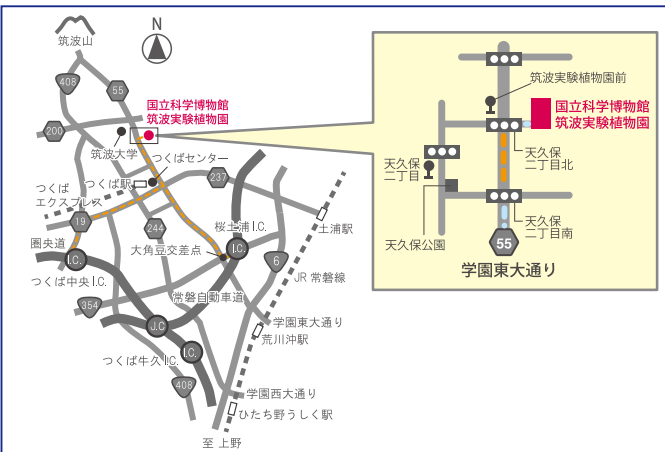 N
筑波山
408
55
国立科学博物館
筑波実験植物園
200
筑波大学
つくばセンター
つくば駅
つくば
エクスプレス
237
土浦駅
19
244
桜土浦I.C.
I.C.
圏央道
大角豆交差点
6
I.C.
つくば中央I.C.
JR 常磐線
常磐自動車道
354
学園東大通り
J.C
荒川沖駅
つくば牛久I.C.
I.C.
408
学園西大通り
ひたち野うしく駅
至 上野
筑波実験植物園前
国立科学博物館
筑波実験植物園
天久保
二丁目
天久保
二丁目北
天久保公園
天久保
二丁目南
55
学園東大通り